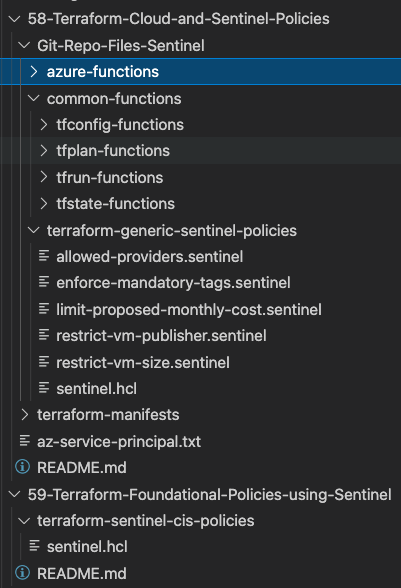 58-Terraform-Cloud-and-Sentinel-Policies
Git-Repo-Files-Sentinel
azure-functions
common-functions
tfconfig-functions
tfplan-functions
tfrun-functions
tfstate-functions
terraform-generic-sentinel-policies
allowed-providers.sentinel
enforce-mandatory-tags.sentinel
limit-proposed-monthly-cost.sentinel
restrict-vm-publisher.sentinel
restrict-vm-size.sentinel
sentinel.hcl
terraform-manifests
az-service-principal.txt
README.md
59-Terraform-Foundational-Policies-using-Sentinel
terraform-sentinel-cis-policies
sentinel.hcl
README.md